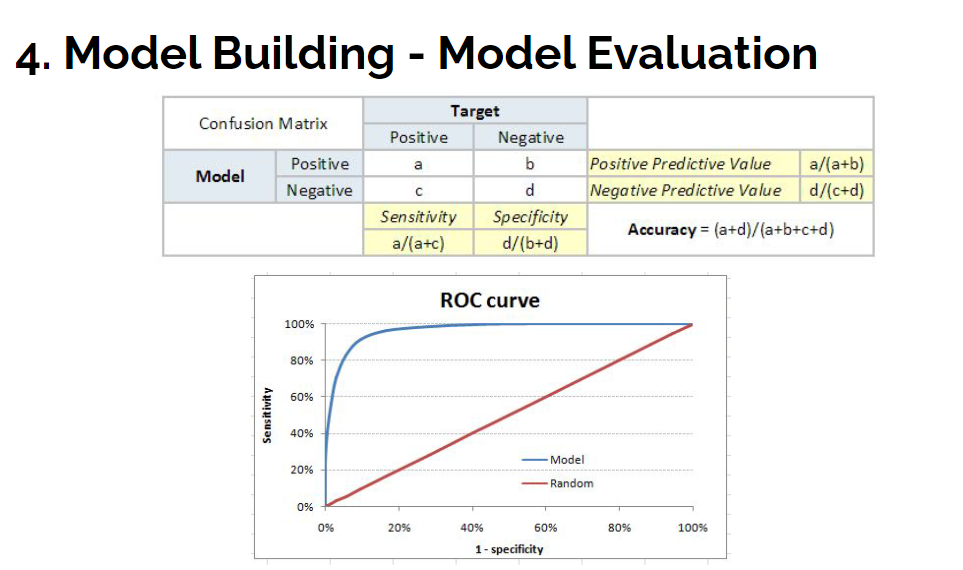 4. Model Building - Model Evaluation
Confusion Matrix
Target
Positive Negative
Model
Positive a b Positive Predictive Value a/(a+b)
Negative c d Negative Predictive Value d/(c+d)
Sensitivity Specificity
a/(a+c) d/(b+d)
Accuracy = (a+d)/(a+b+c+d)
ROC curve
100%
80%
60%
40%
20%
0%
Sensitivity
Model
Random
0% 20% 40% 60% 80% 100%
1 - specificity